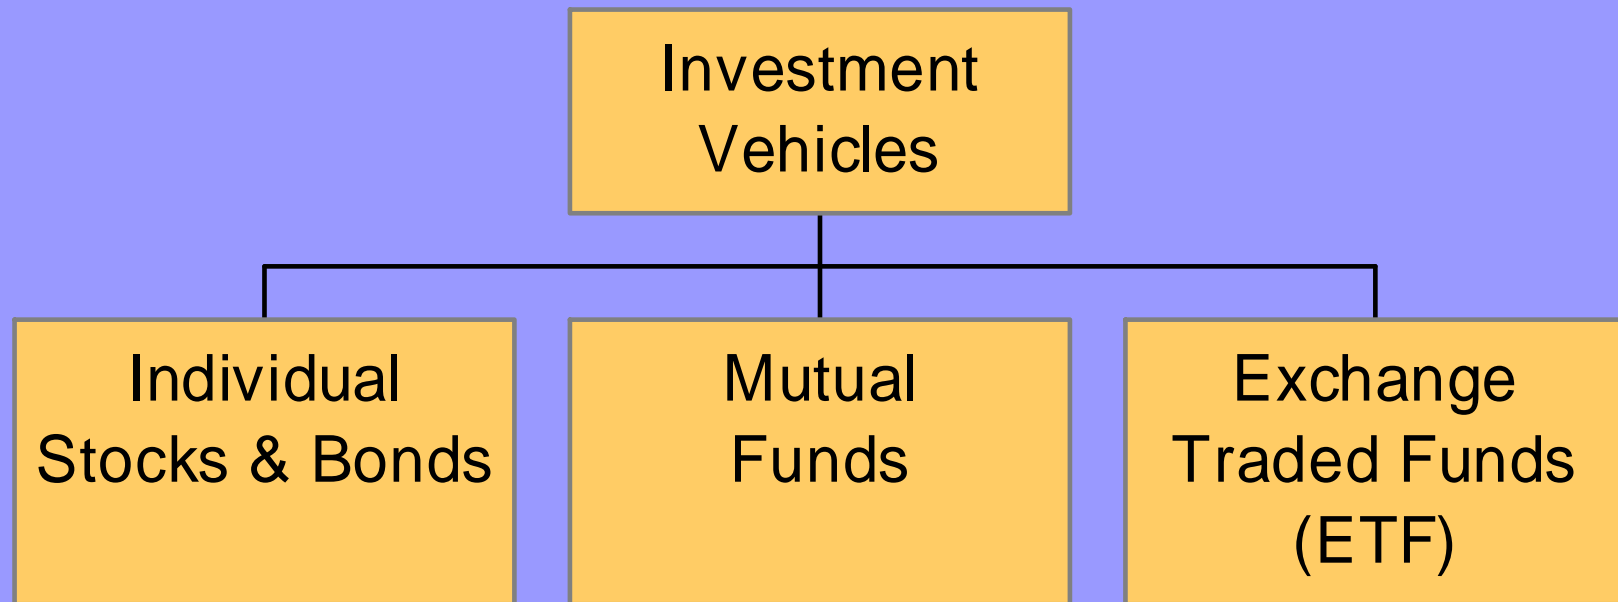 Investment
Vehicles
Individual
Stocks & Bonds
Mutual
Funds
Exchange
Traded Funds
(ETF)